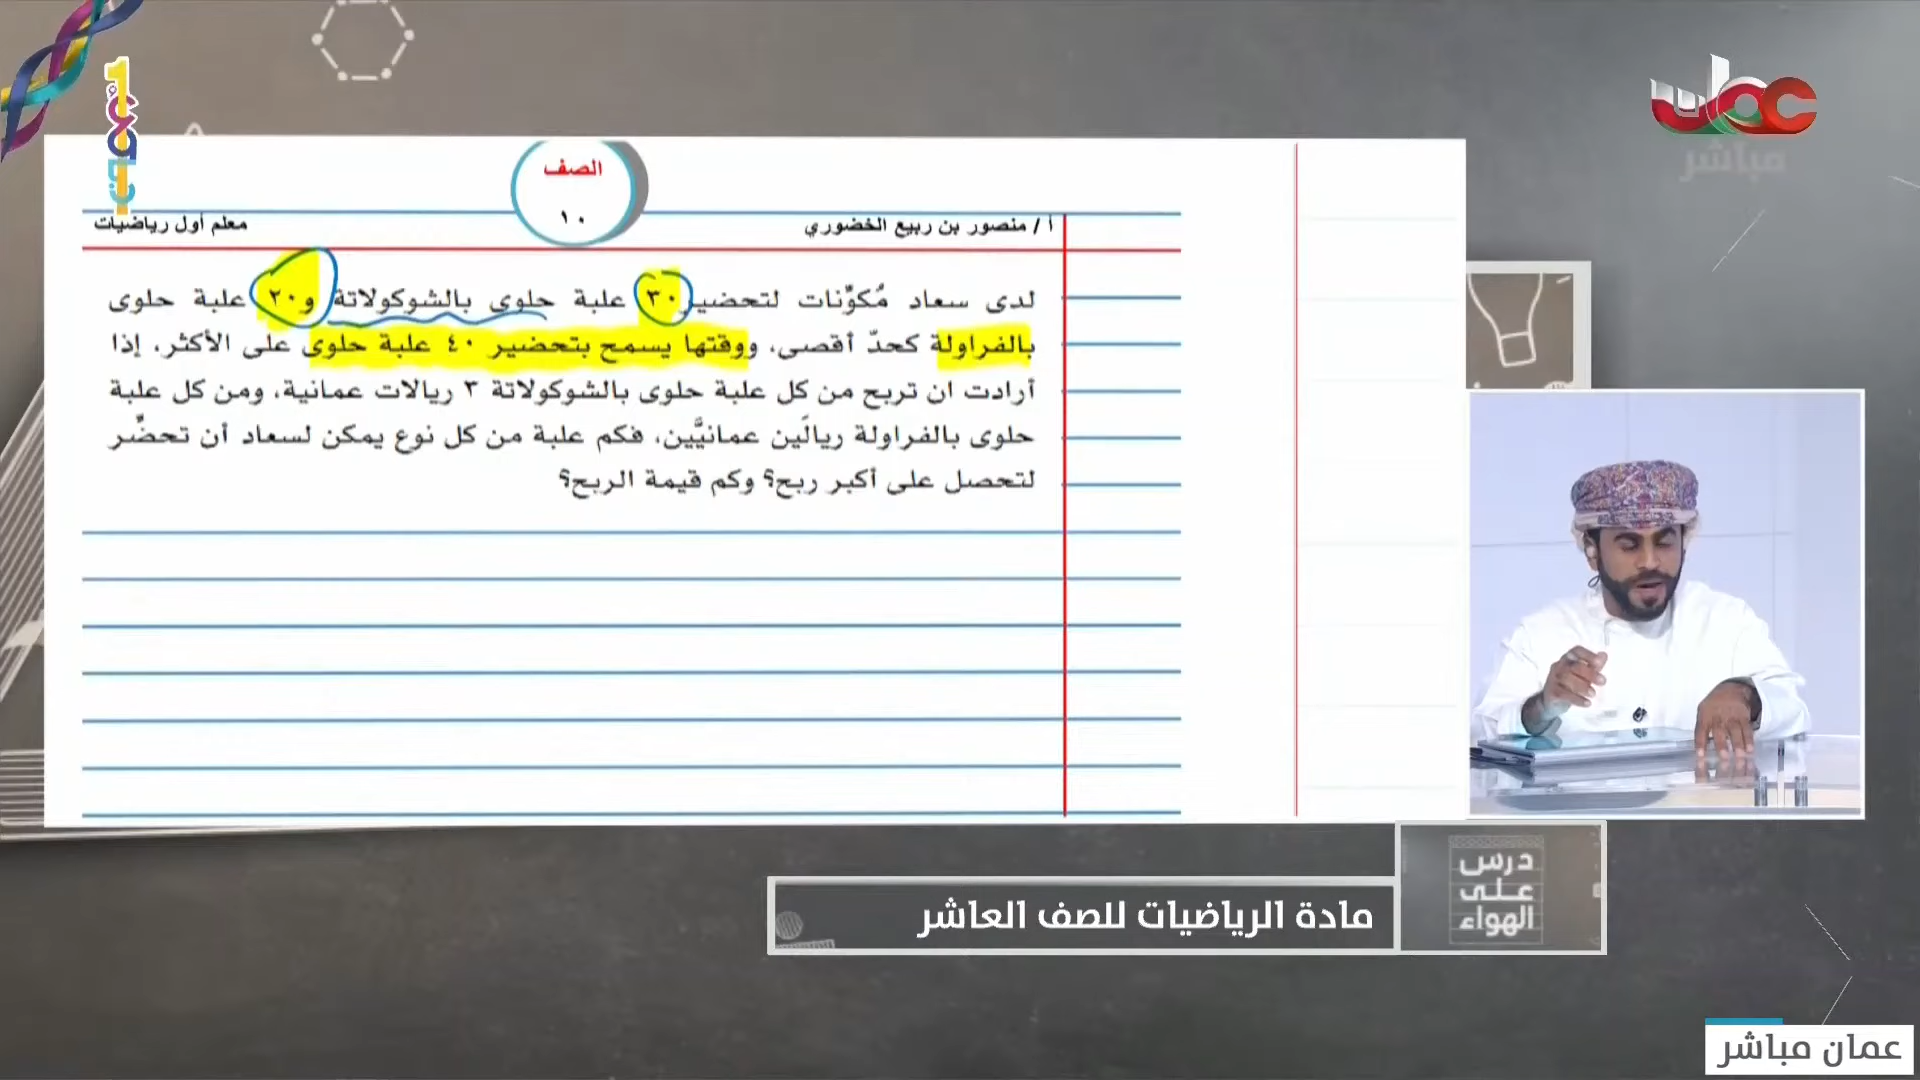 عمان
مباشر
الصف
١٠
أ / منصور بن ربيع الخضوري
معلم أول رياضيات
لدى سعاد مُكوِّنات لتحضير ٣٠ علبة حلوى بالشوكولاتة و٢٠ علبة حلوى
بالفراولة كحدّ أقصى، ووقتها يسمح بتحضير ٤٠ علبة حلوى على الأكثر، إذا
أرادت ان تربح من كل علبة حلوى بالشوكولاتة ٣ ريالات عمانية، ومن كل علبة
حلوى بالفراولة ريالَين عمانيَّين، فكم علبة من كل نوع يمكن لسعاد أن تحضِّر
لتحصل على أكبر ربح؟ وكم قيمة الربح؟
درس
على
الهواء
مادة الرياضيات للصف العاشر
عمان مباشر